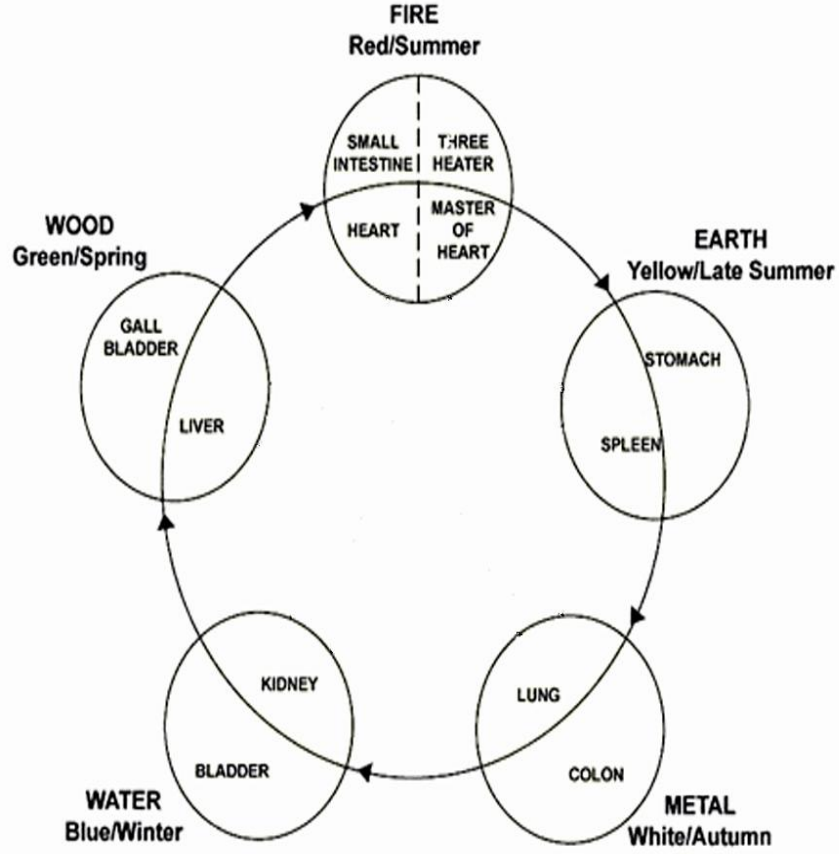 FIRE
Red/Summer
SMALL
INTESTINE
THREE
HEATER
HEART
MASTER
OF
HEART
WOOD
Green/Spring
GALL
BLADDER
LIVER
EARTH
Yellow/Late Summer
STOMACH
SPLEEN
KIDNEY
BLADDER
WATER
Blue/Winter
LUNG
COLON
METAL
White/Autumn